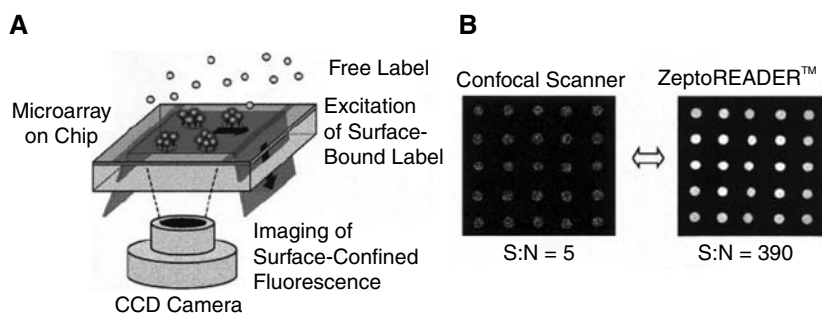 A
Free Label
Microarray
on Chip
Excitation
of Surface-
Bound Label
Imaging of
Surface-Confined
Fluorescence
CCD Camera
B
Confocal Scanner
ZeptoREADER™
S:N = 5
S:N = 390